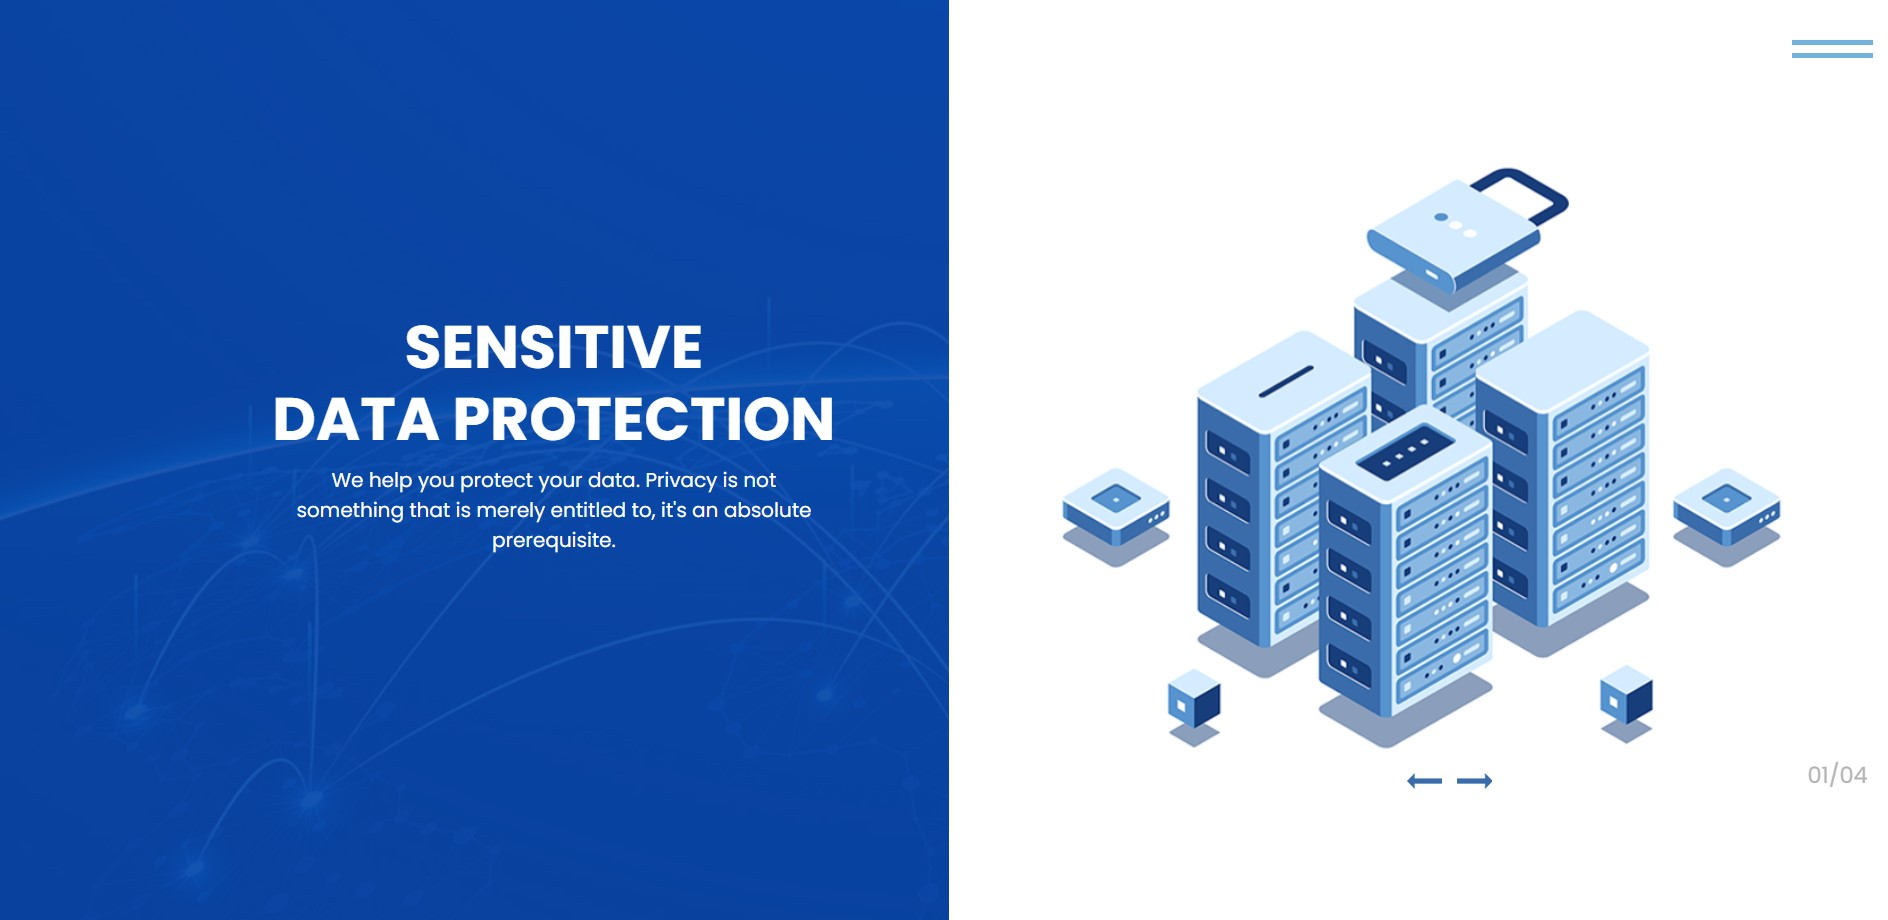 SENSITIVE
DATA PROTECTION
We help you protect your data. Privacy is not
something that is merely entitled to, it's an absolute
prerequisite.
01/04